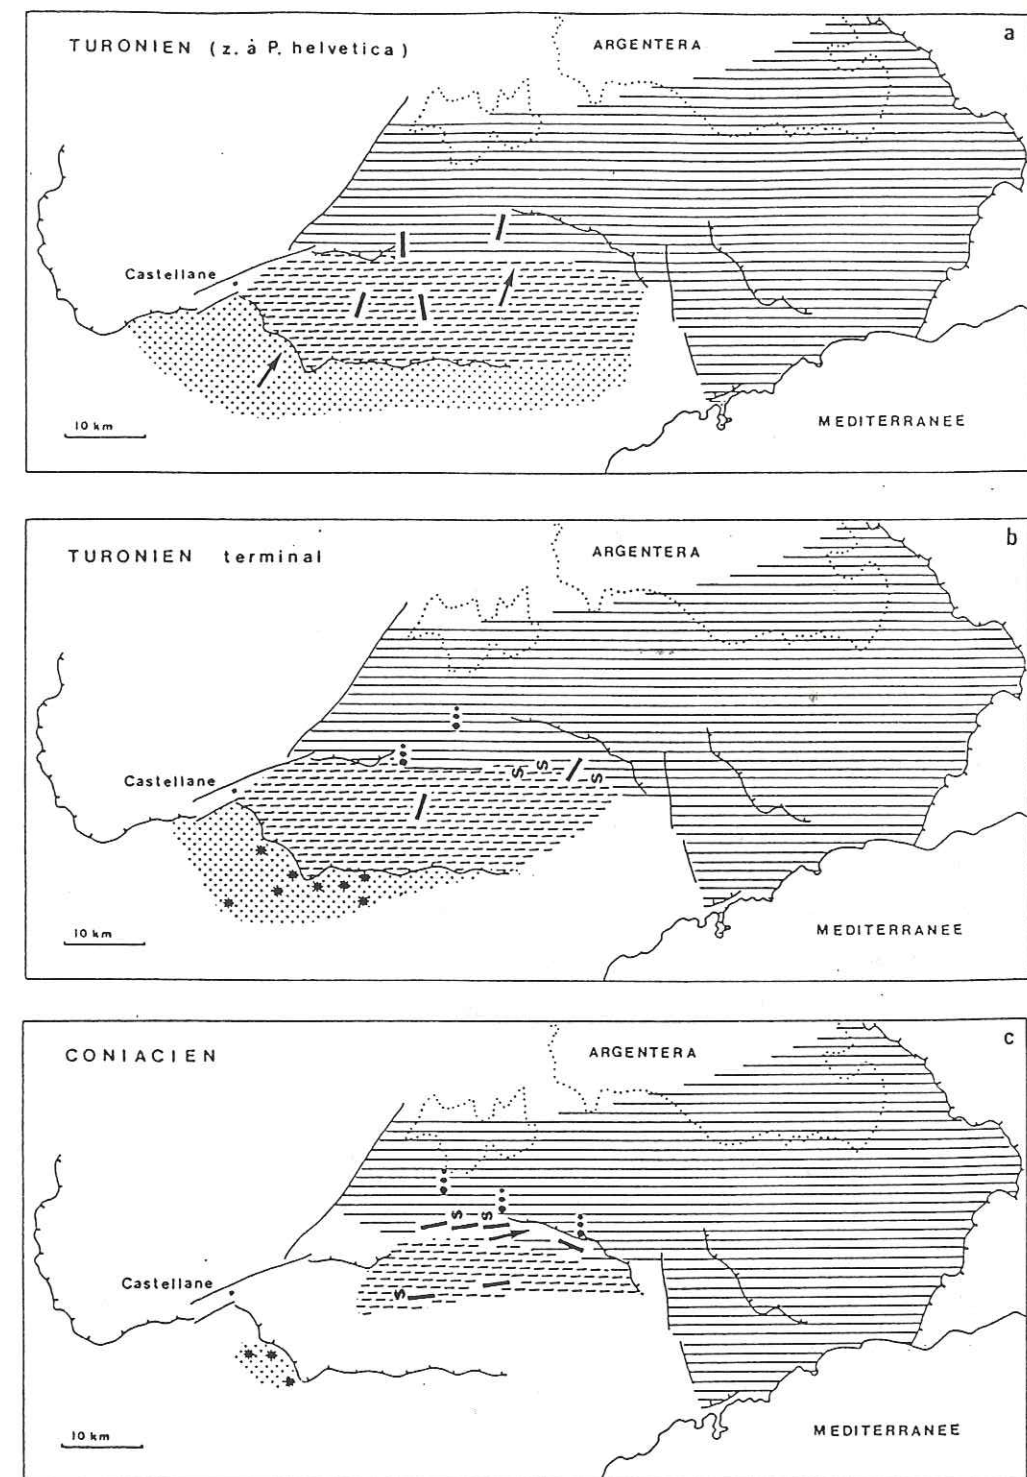 a
TURONIEN (z. à P. helvetica)
ARGENTERA
Castellane
10 km
MEDITERRANEE
b
TURONIEN terminal
ARGENTERA
S S S
Castellane
10 km
MEDITERRANEE
c
CONIACIEN
ARGENTERA
S S
Castellane
S
10 km
MEDITERRANEE